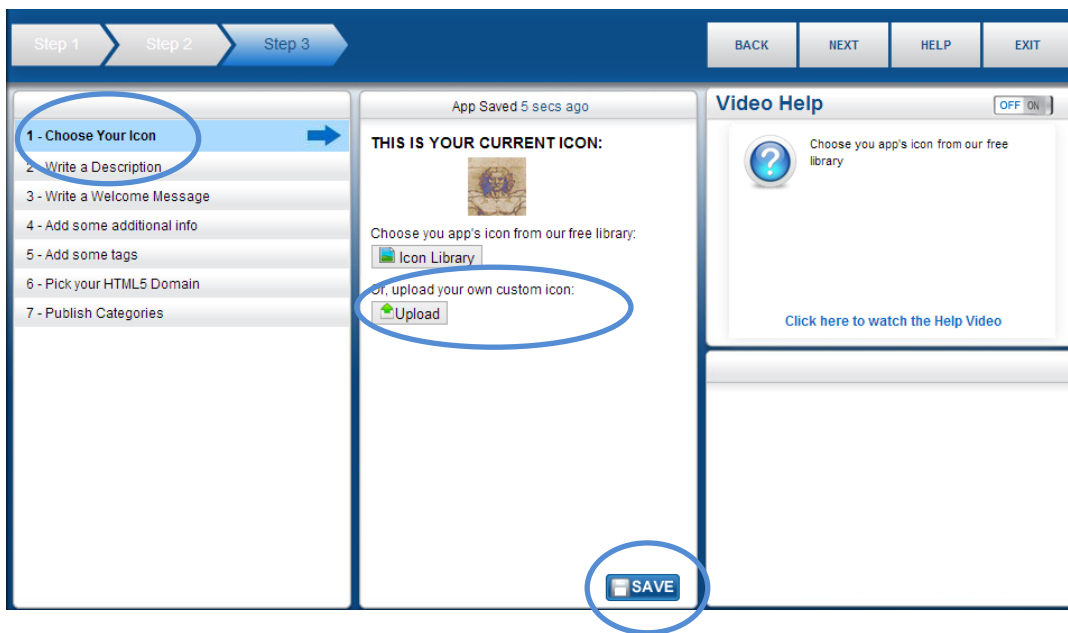 Step 1
Step 2
Step 3
BACK
NEXT
HELP
EXIT
1 - Choose Your Icon
2 - Write a Description
3 - Write a Welcome Message
4 - Add some additional info
5 - Add some tags
6 - Pick your HTML5 Domain
7 - Publish Categories
App Saved 5 secs ago
THIS IS YOUR CURRENT ICON:
Choose you app's icon from our free library:
Icon Library
Or, upload your own custom icon:
Upload
SAVE
Video Help
OFF ON
?
Choose you app's icon from our free
library
Click here to watch the Help Video